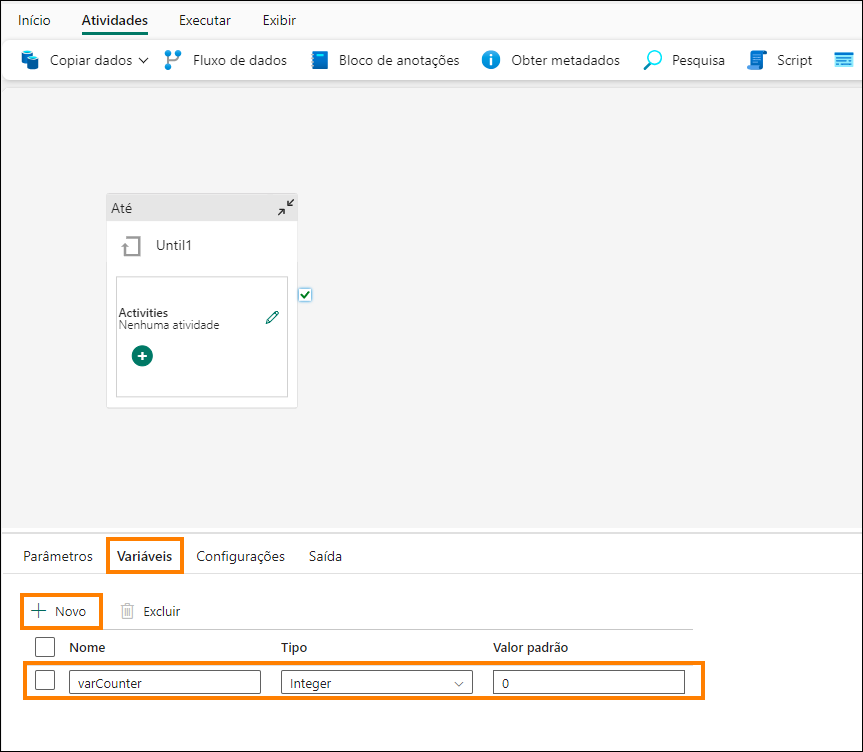 Início Atividades Executar Exibir
Copiar dados Fluxo de dados Bloco de anotações Obter metadados Pesquisa Script
Até
Until1
Activities
Nenhuma atividade
Parâmetros Variáveis Configurações Saída
Novo Excluir
Nome Tipo Valor padrão
varCounter Integer 0